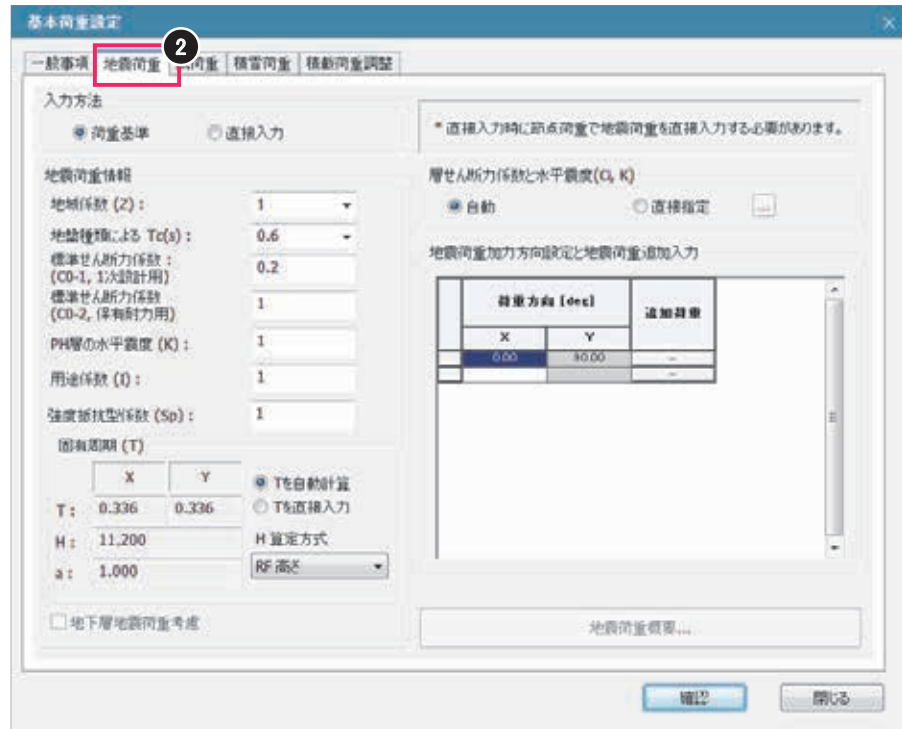 基本荷重設定
2
一般事項 地震荷重 荷重 積雪荷重 積載荷重調整
入力方法
荷重基準 直接入力
* 直接入力時に節点荷重で地震荷重を直接入力する必要があります。
地震荷重情報
地域係数 (Z) : 1
地盤種類による Tc(s) : 0.6
標準せん断力係数 :
(C0-1, 1次設計用) 0.2
標準せん断力係数
(C0-2, 保有耐力用) 1
PH層の水平震度 (K) : 1
用途係数 (I) : 1
強度抵抗型係数 (Sp) : 1
固有周期 (T)
X Y
T : 0.336 0.336
H : 11,200
a : 1.000
Tを自動計算
Tを直接入力
H 算定方式
RF 高さ
地下層地震荷重考慮
層せん断力係数と水平震度(Ci, K)
自動 直接指定 ...
地震荷重加力方向設定と地震荷重追加入力
荷重方向 [deg] 追加荷重
X Y
0.00 90.00 -
-
地震荷重概要...
確認 閉じる